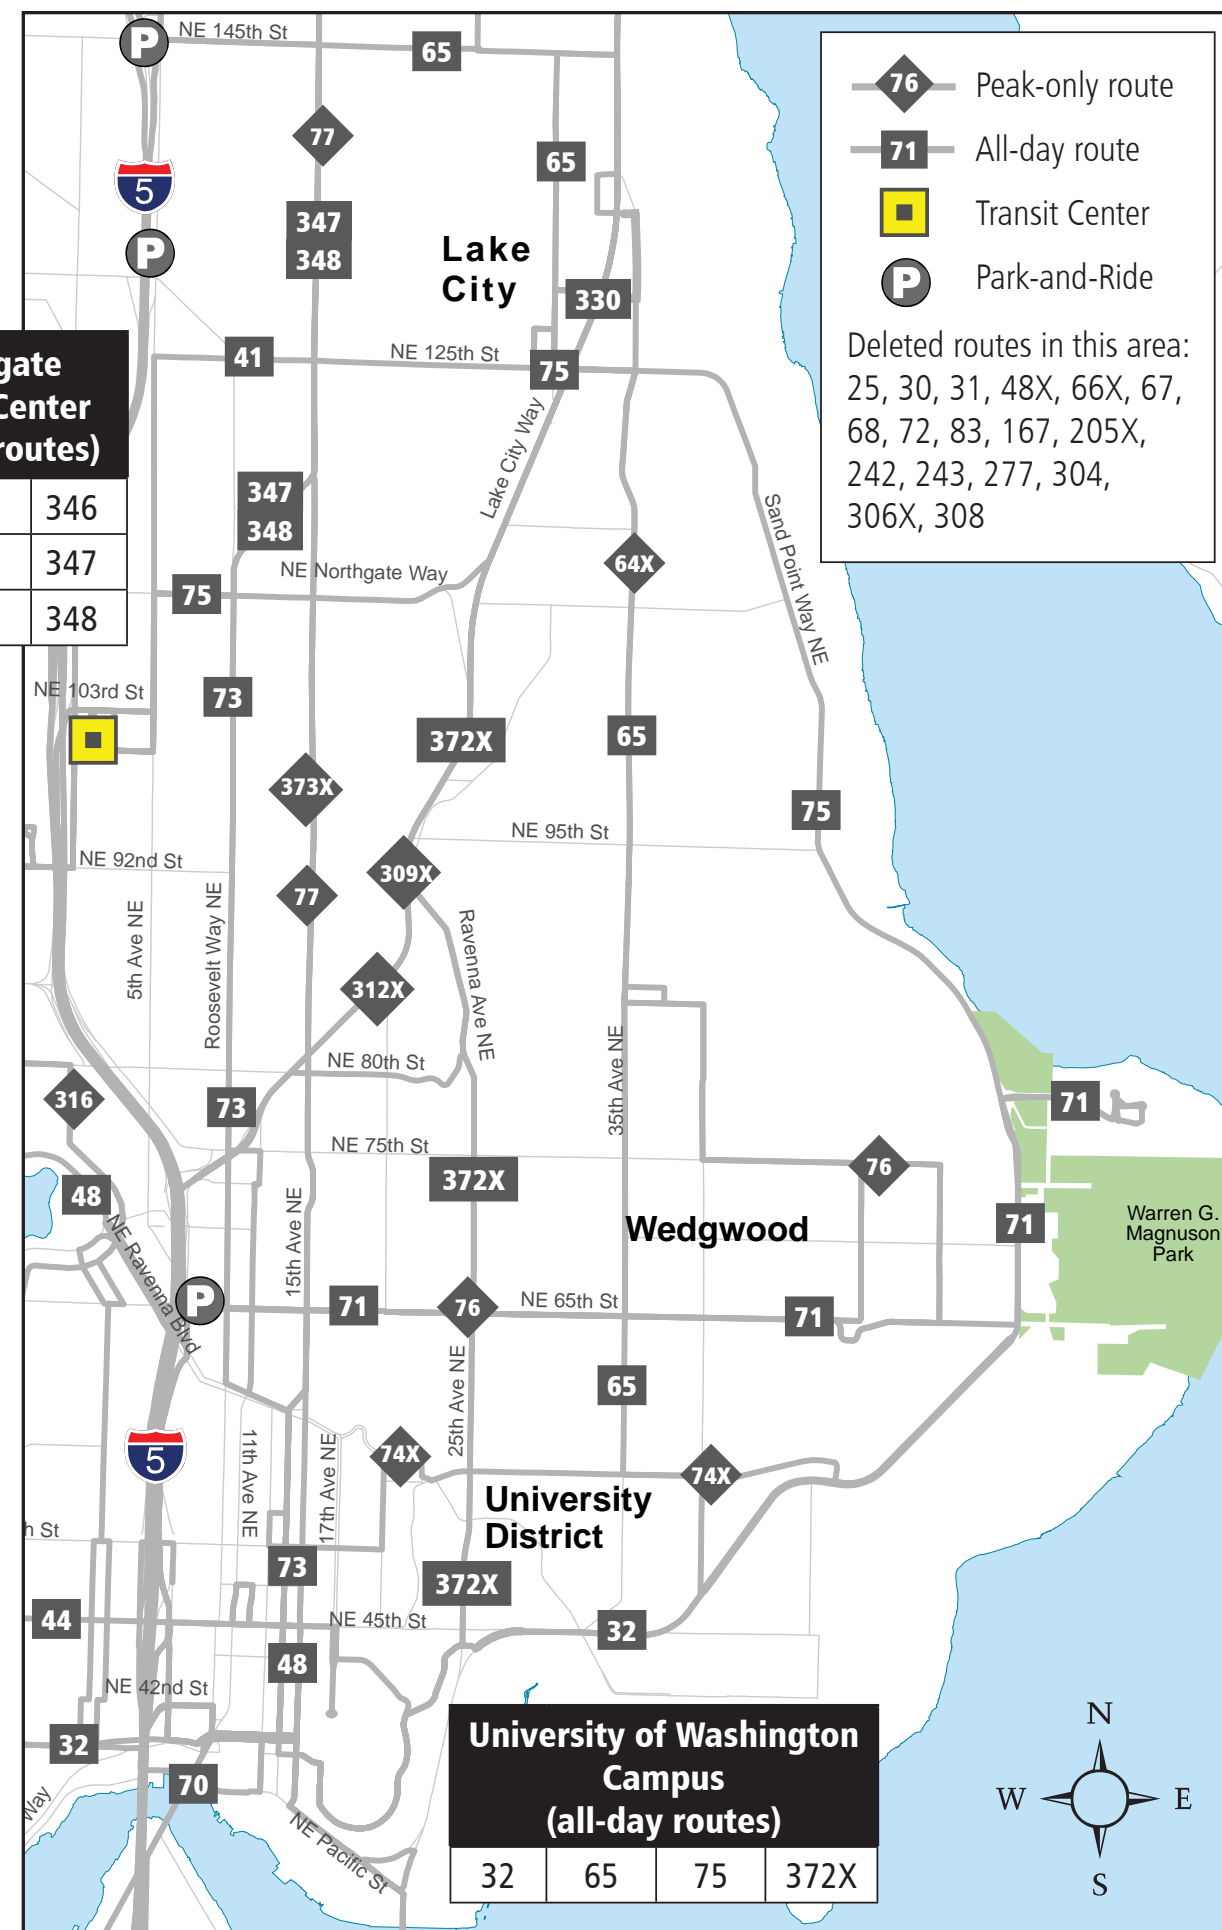 NE 145th St
P
65
77
5
65
347
348
P
Lake
City
330
76
Peak-only route
71
All-day route
Transit Center
P
Park-and-Ride
Deleted routes in this area:
25, 30, 31, 48X, 66X, 67,
68, 72, 83, 167, 205X,
242, 243, 277, 304,
306X, 308
gate
Center
routes)
346
347
348
41
NE 125th St
75
Lake City Way
347
348
NE Northgate Way
75
64X
Sand Point Way NE
NE 103rd St
73
372X
65
373X
75
NE 95th St
NE 92nd St
309X
77
5th Ave NE
Roosevelt Way NE
Ravenna Ave NE
312X
35th Ave NE
NE 80th St
316
73
71
NE 75th St
372X
76
48
Wedgwood
71
Warren G.
Magnuson
Park
NE Ravenna Blvd
15th Ave NE
P
71
76
NE 65th St
71
65
25th Ave NE
5
11th Ave NE
17th Ave NE
74X
74X
University
District
h St
73
372X
44
NE 45th St
32
48
NE 42nd St
32
70
Way
NE Pacific St
University of Washington
Campus
(all-day routes)
32 65 75 372X
N
W E
S